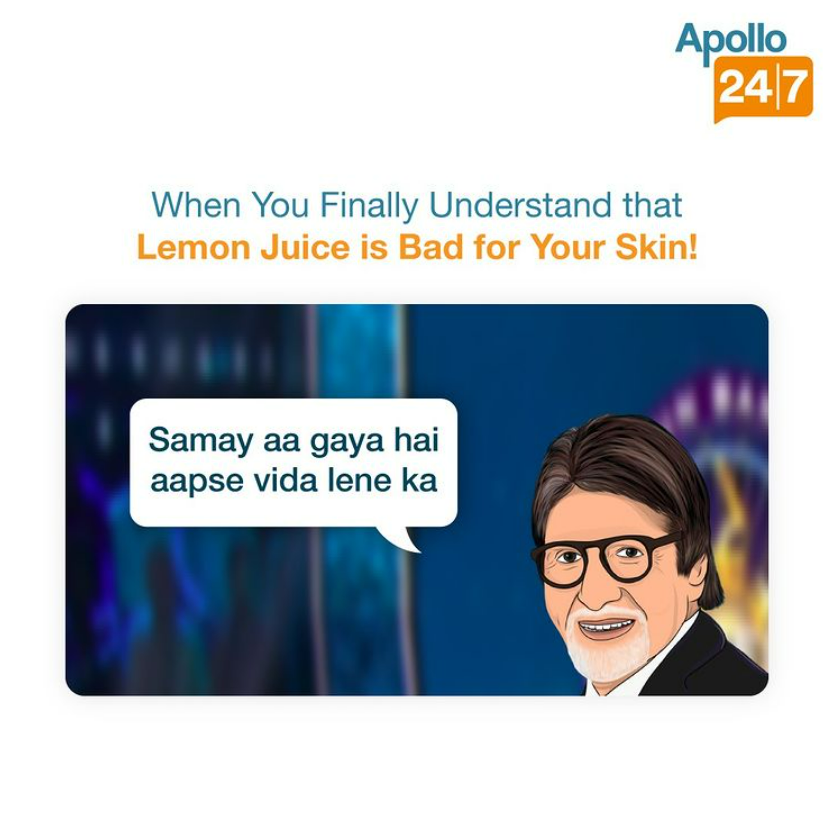 Apollo
24|7
When You Finally Understand that
Lemon Juice is Bad for Your Skin!
Samay aa gaya hai
aapse vida lene ka